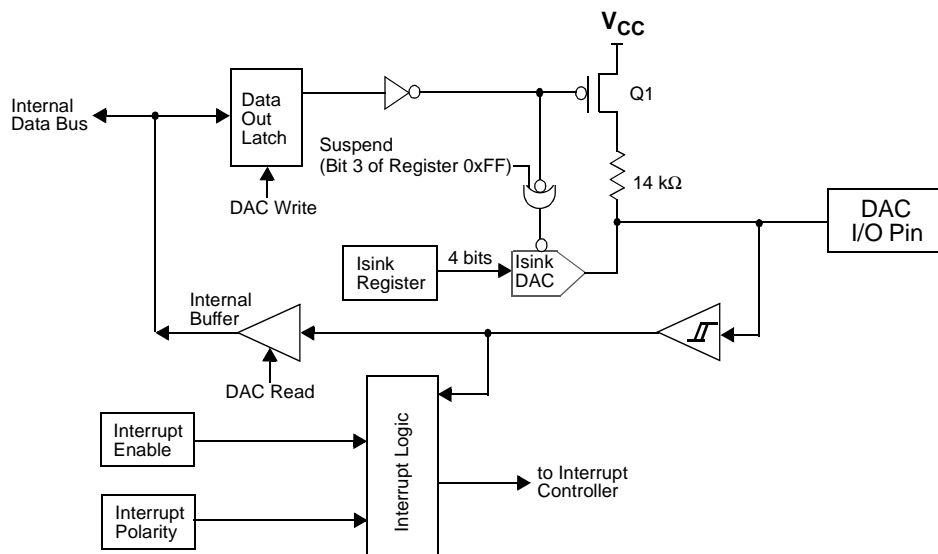 VCC
Internal
Data Bus
Data
Out
Latch
Q1
Suspend
(Bit 3 of Register 0xFF)
14 kΩ
DAC Write
DAC
I/O Pin
Isink
Register
4 bits
Isink
DAC
Internal
Buffer
DAC Read
Interrupt
Enable
Interrupt Logic
to Interrupt
Controller
Interrupt
Polarity